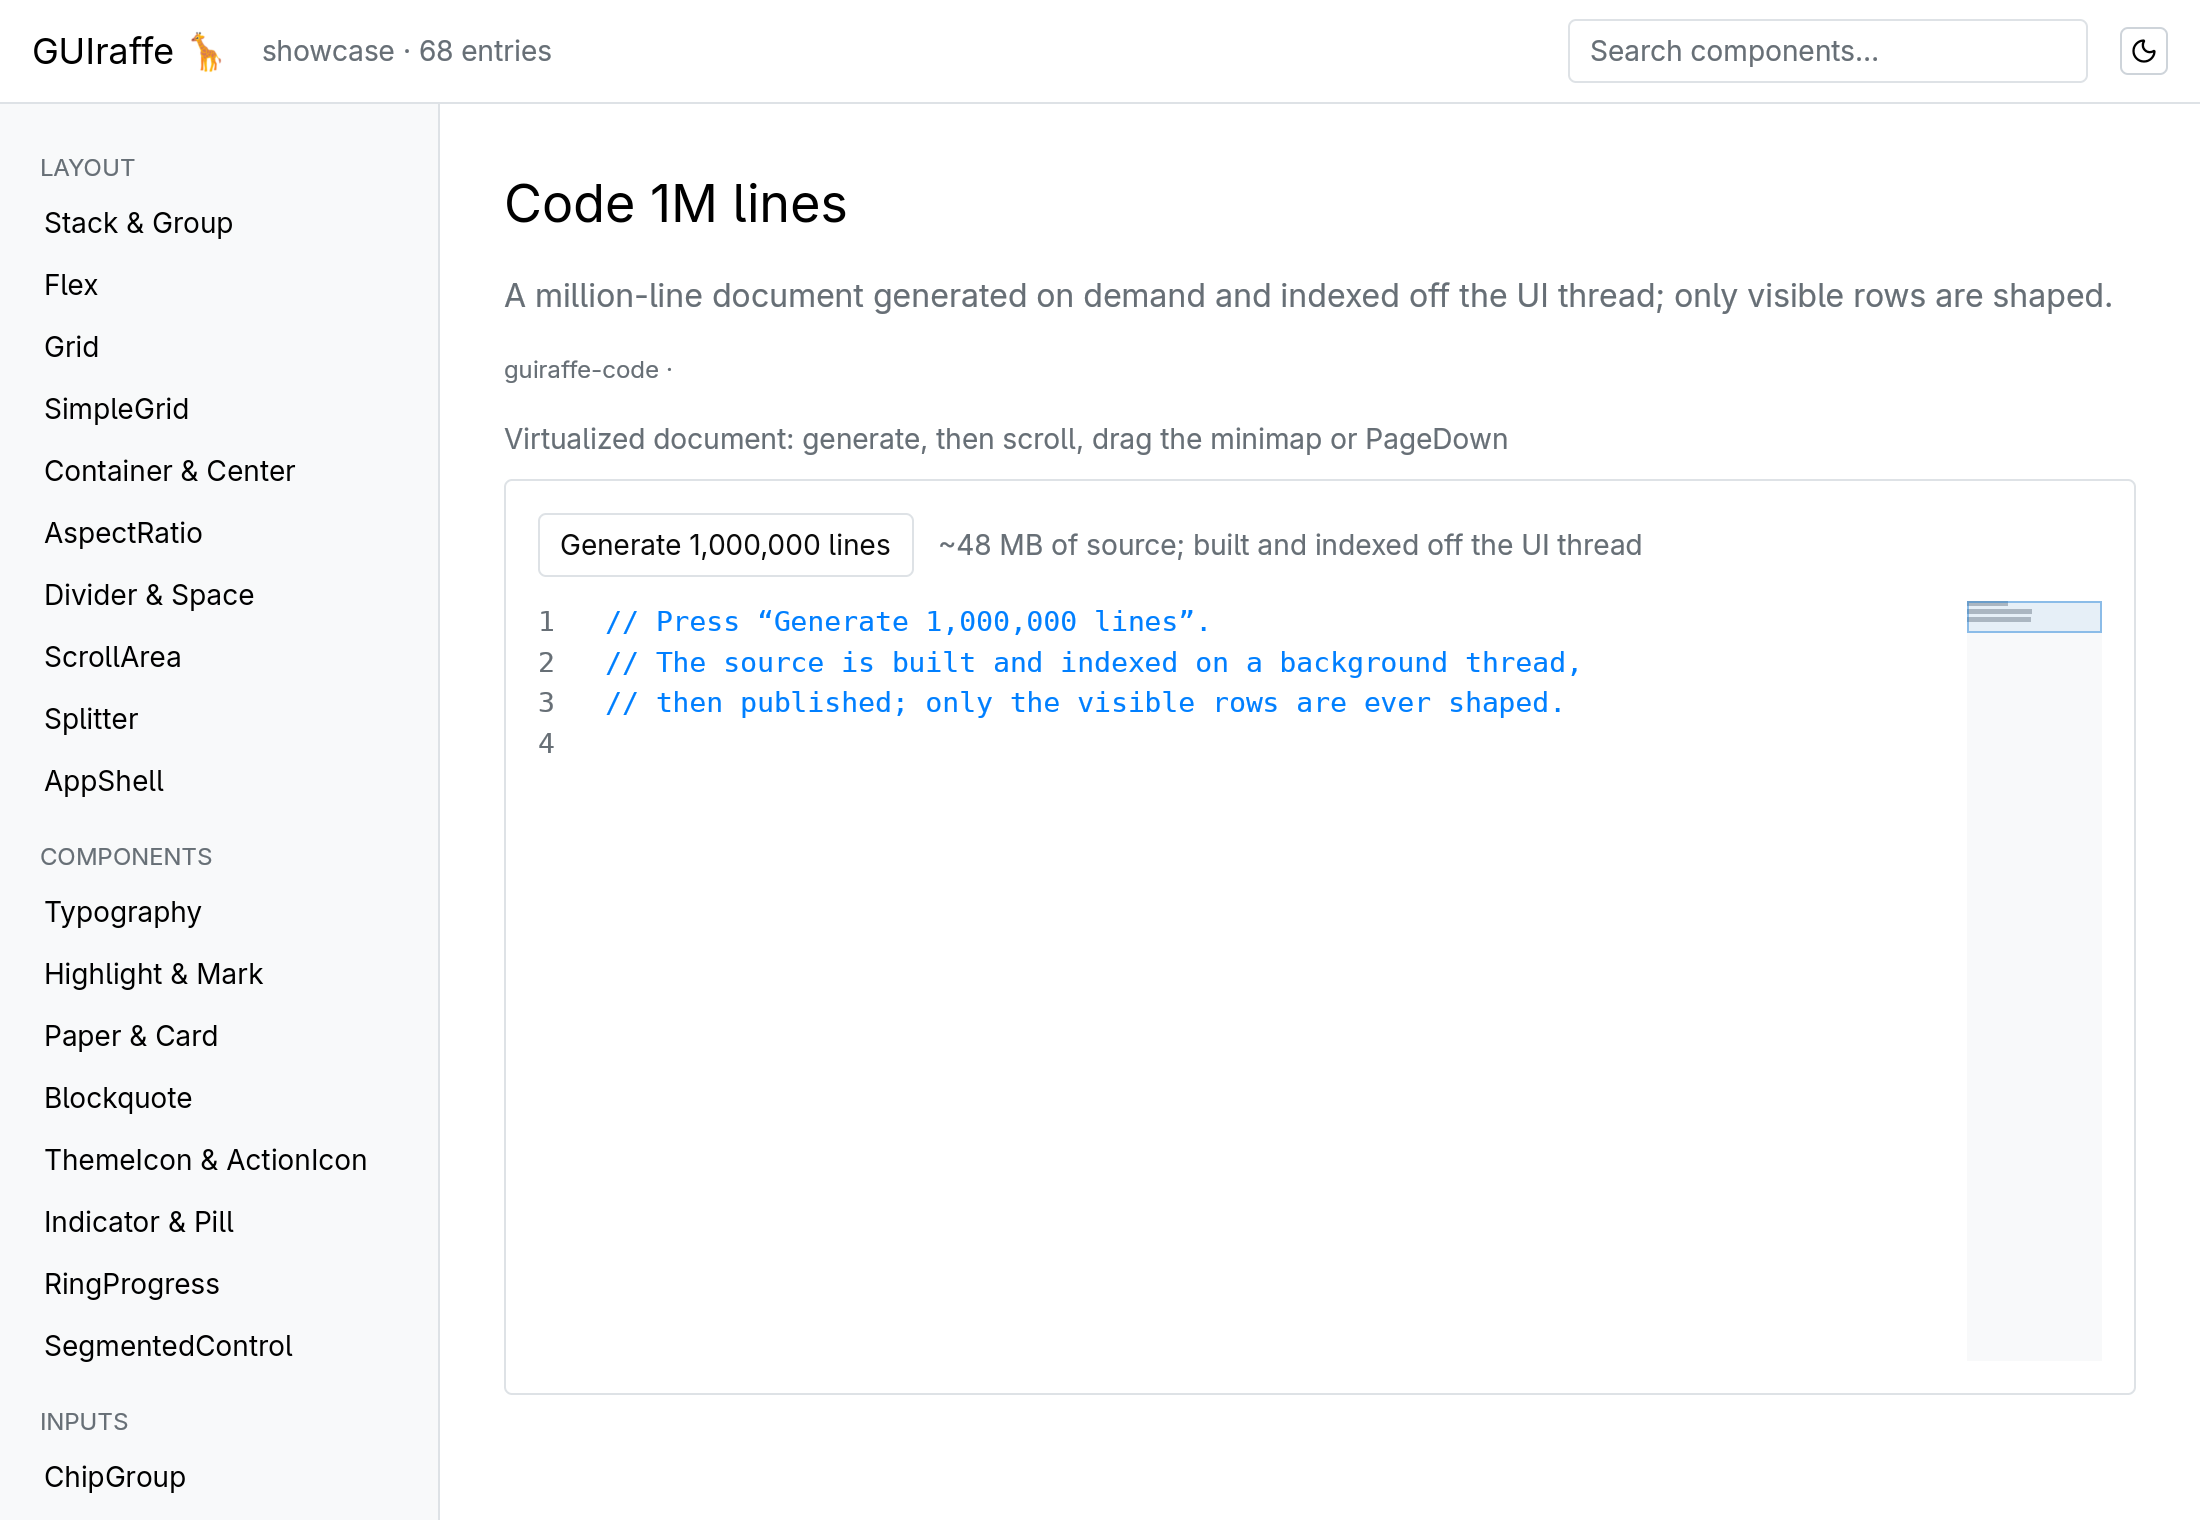 GUIraffe 🦒 showcase · 68 entries Search components...
LAYOUT
Stack & Group
Flex
Grid
SimpleGrid
Container & Center
AspectRatio
Divider & Space
ScrollArea
Splitter
AppShell
COMPONENTS
Typography
Highlight & Mark
Paper & Card
Blockquote
ThemeIcon & ActionIcon
Indicator & Pill
RingProgress
SegmentedControl
INPUTS
ChipGroup
Code 1M lines
A million-line document generated on demand and indexed off the UI thread; only visible rows are shaped.
guiraffe-code ·
Virtualized document: generate, then scroll, drag the minimap or PageDown
Generate 1,000,000 lines ~48 MB of source; built and indexed off the UI thread
1 // Press “Generate 1,000,000 lines”.
2 // The source is built and indexed on a background thread,
3 // then published; only the visible rows are ever shaped.
4